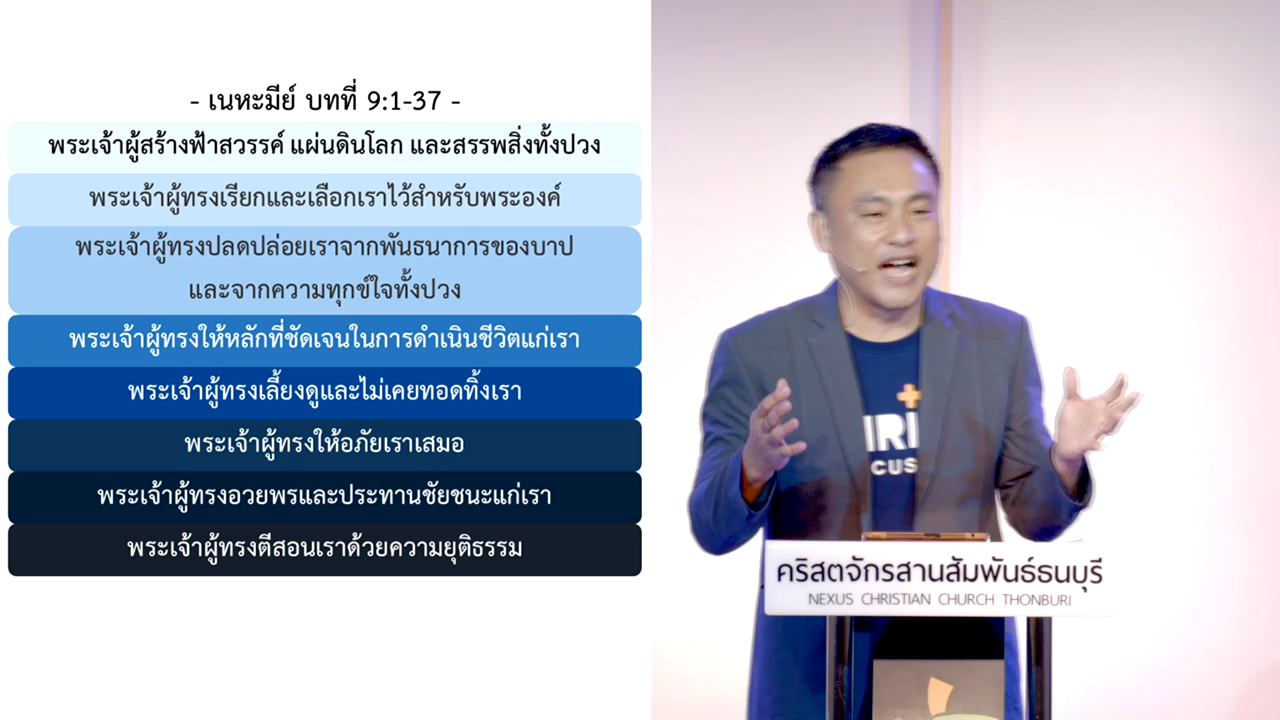 - เนหะมีย์ บทที่ 9:1-37 -
พระเจ้าผู้สร้างฟ้าสวรรค์ แผ่นดินโลก และสรรพสิ่งทั้งปวง
พระเจ้าผู้ทรงเรียกและเลือกเราไว้สำหรับพระองค์
พระเจ้าผู้ทรงปลดปล่อยเราจากพันธนาการของบาป
และจากความทุกข์ใจทั้งปวง
พระเจ้าผู้ทรงให้หลักที่ชัดเจนในการดำเนินชีวิตแก่เรา
พระเจ้าผู้ทรงเลี้ยงดูและไม่เคยทอดทิ้งเรา
พระเจ้าผู้ทรงให้อภัยเราเสมอ
พระเจ้าผู้ทรงอวยพรและประทานชัยชนะแก่เรา
พระเจ้าผู้ทรงตีสอนเราด้วยความยุติธรรม
IRI
CUS
คริสตจักรสานสัมพันธ์ธนบุรี
NEXUS CHRISTIAN CHURCH THONBURI